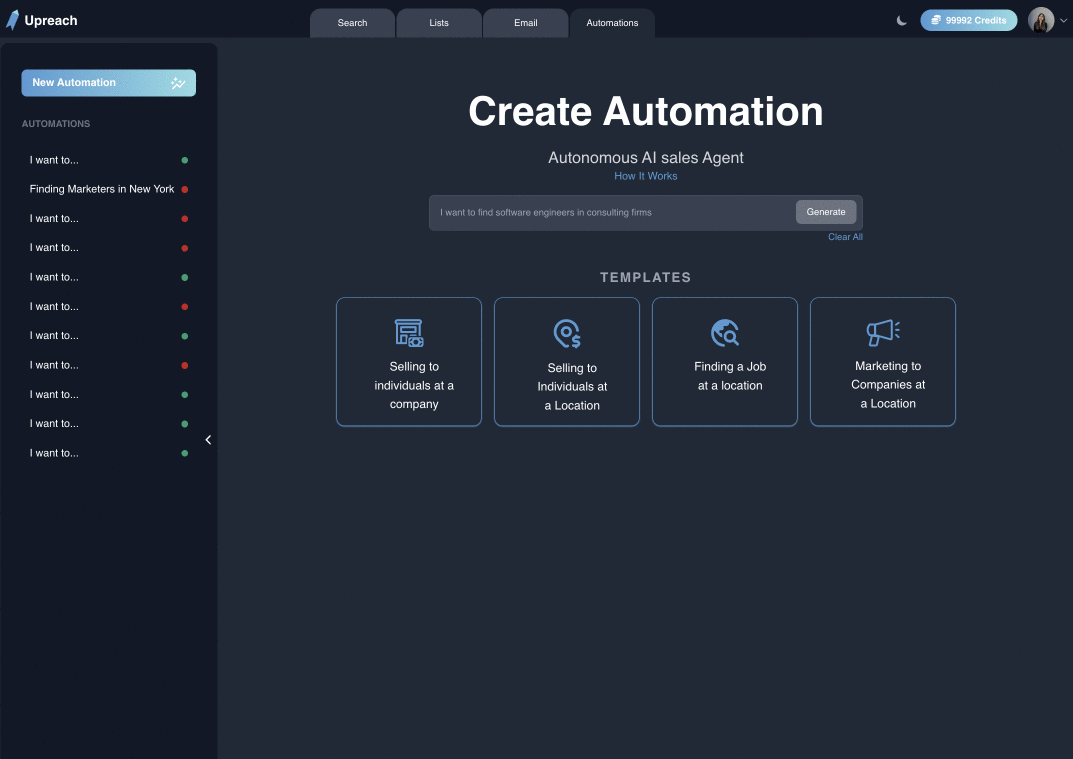 Upreach
Search
Lists
Email
Automations
99992 Credits
New Automation
AUTOMATIONS
I want to...
Finding Marketers in New York
I want to...
I want to...
I want to...
I want to...
I want to...
I want to...
I want to...
I want to...
I want to...
Create Automation
Autonomous AI sales Agent
How It Works
I want to find software engineers in consulting firms
Generate
Clear All
TEMPLATES
Selling to
individuals at a
company
Selling to
Individuals at
a Location
Finding a Job
at a location
Marketing to
Companies at
a Location